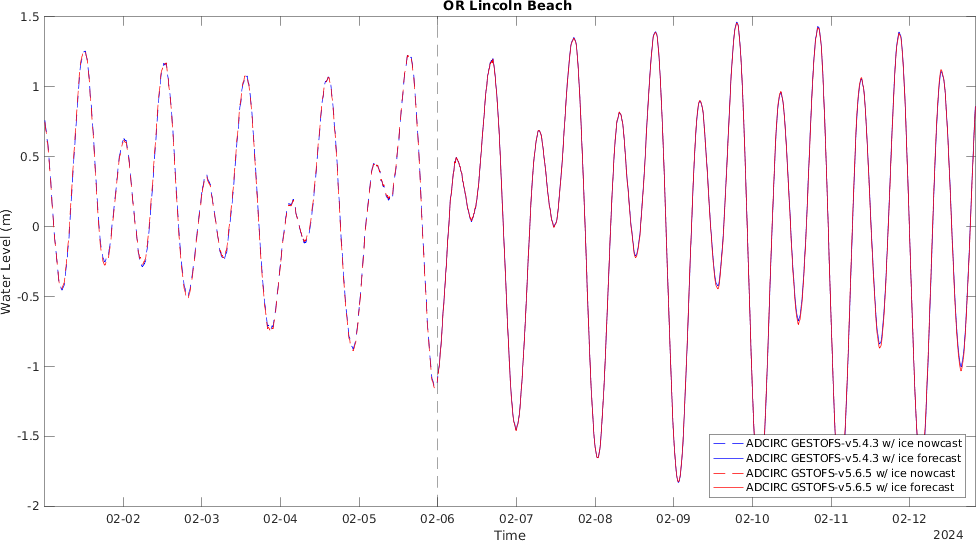 OR Lincoln Beach
1.5
1
0.5
0
-0.5
-1
-1.5
-2
Water Level (m)
ADCIRC GESTOFS-v5.4.3 w/ ice nowcast
ADCIRC GESTOFS-v5.4.3 w/ ice forecast
ADCIRC GSTOFS-v5.6.5 w/ ice nowcast
ADCIRC GSTOFS-v5.6.5 w/ ice forecast
02-02 02-03 02-04 02-05 02-06 02-07 02-08 02-09 02-10 02-11 02-12
Time
2024